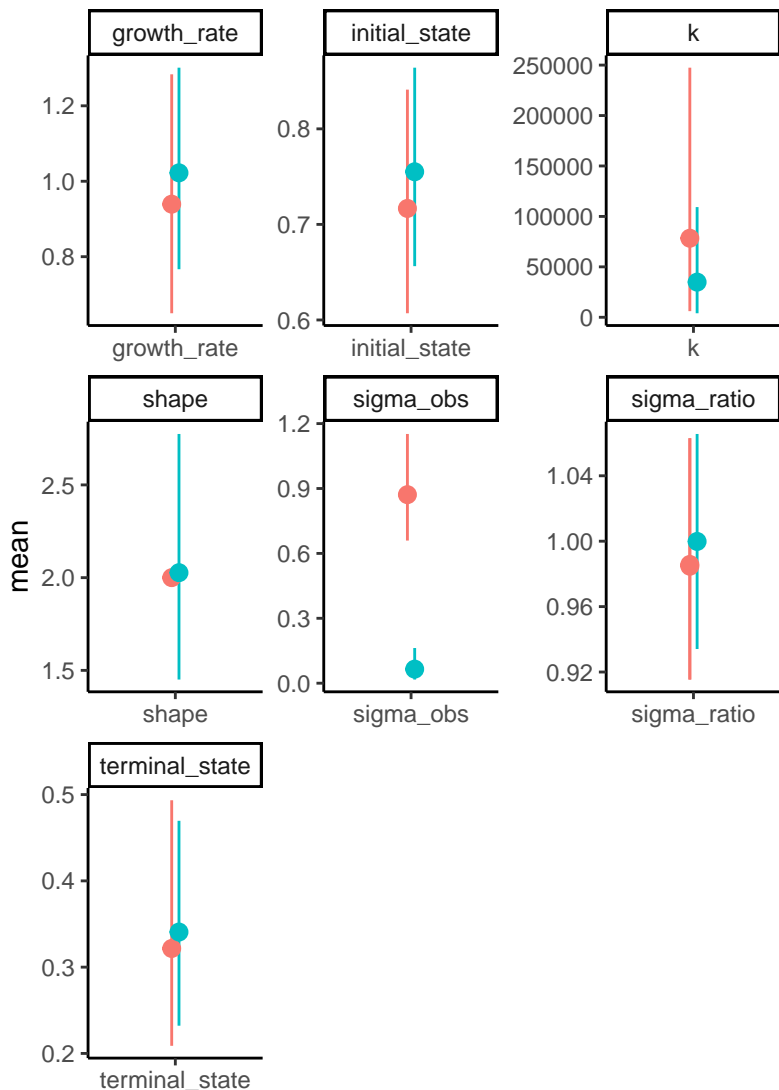 growth_rate
initial_state
k
1.2
1.0
0.8
0.8
0.7
0.6
250000
200000
150000
100000
50000
0
growth_rate
initial_state
k
shape
sigma_obs
sigma_ratio
2.5
2.0
1.5
1.2
0.9
0.6
0.3
0.0
1.04
1.00
0.96
0.92
mean
shape
sigma_obs
sigma_ratio
terminal_state
0.5
0.4
0.3
0.2
terminal_state